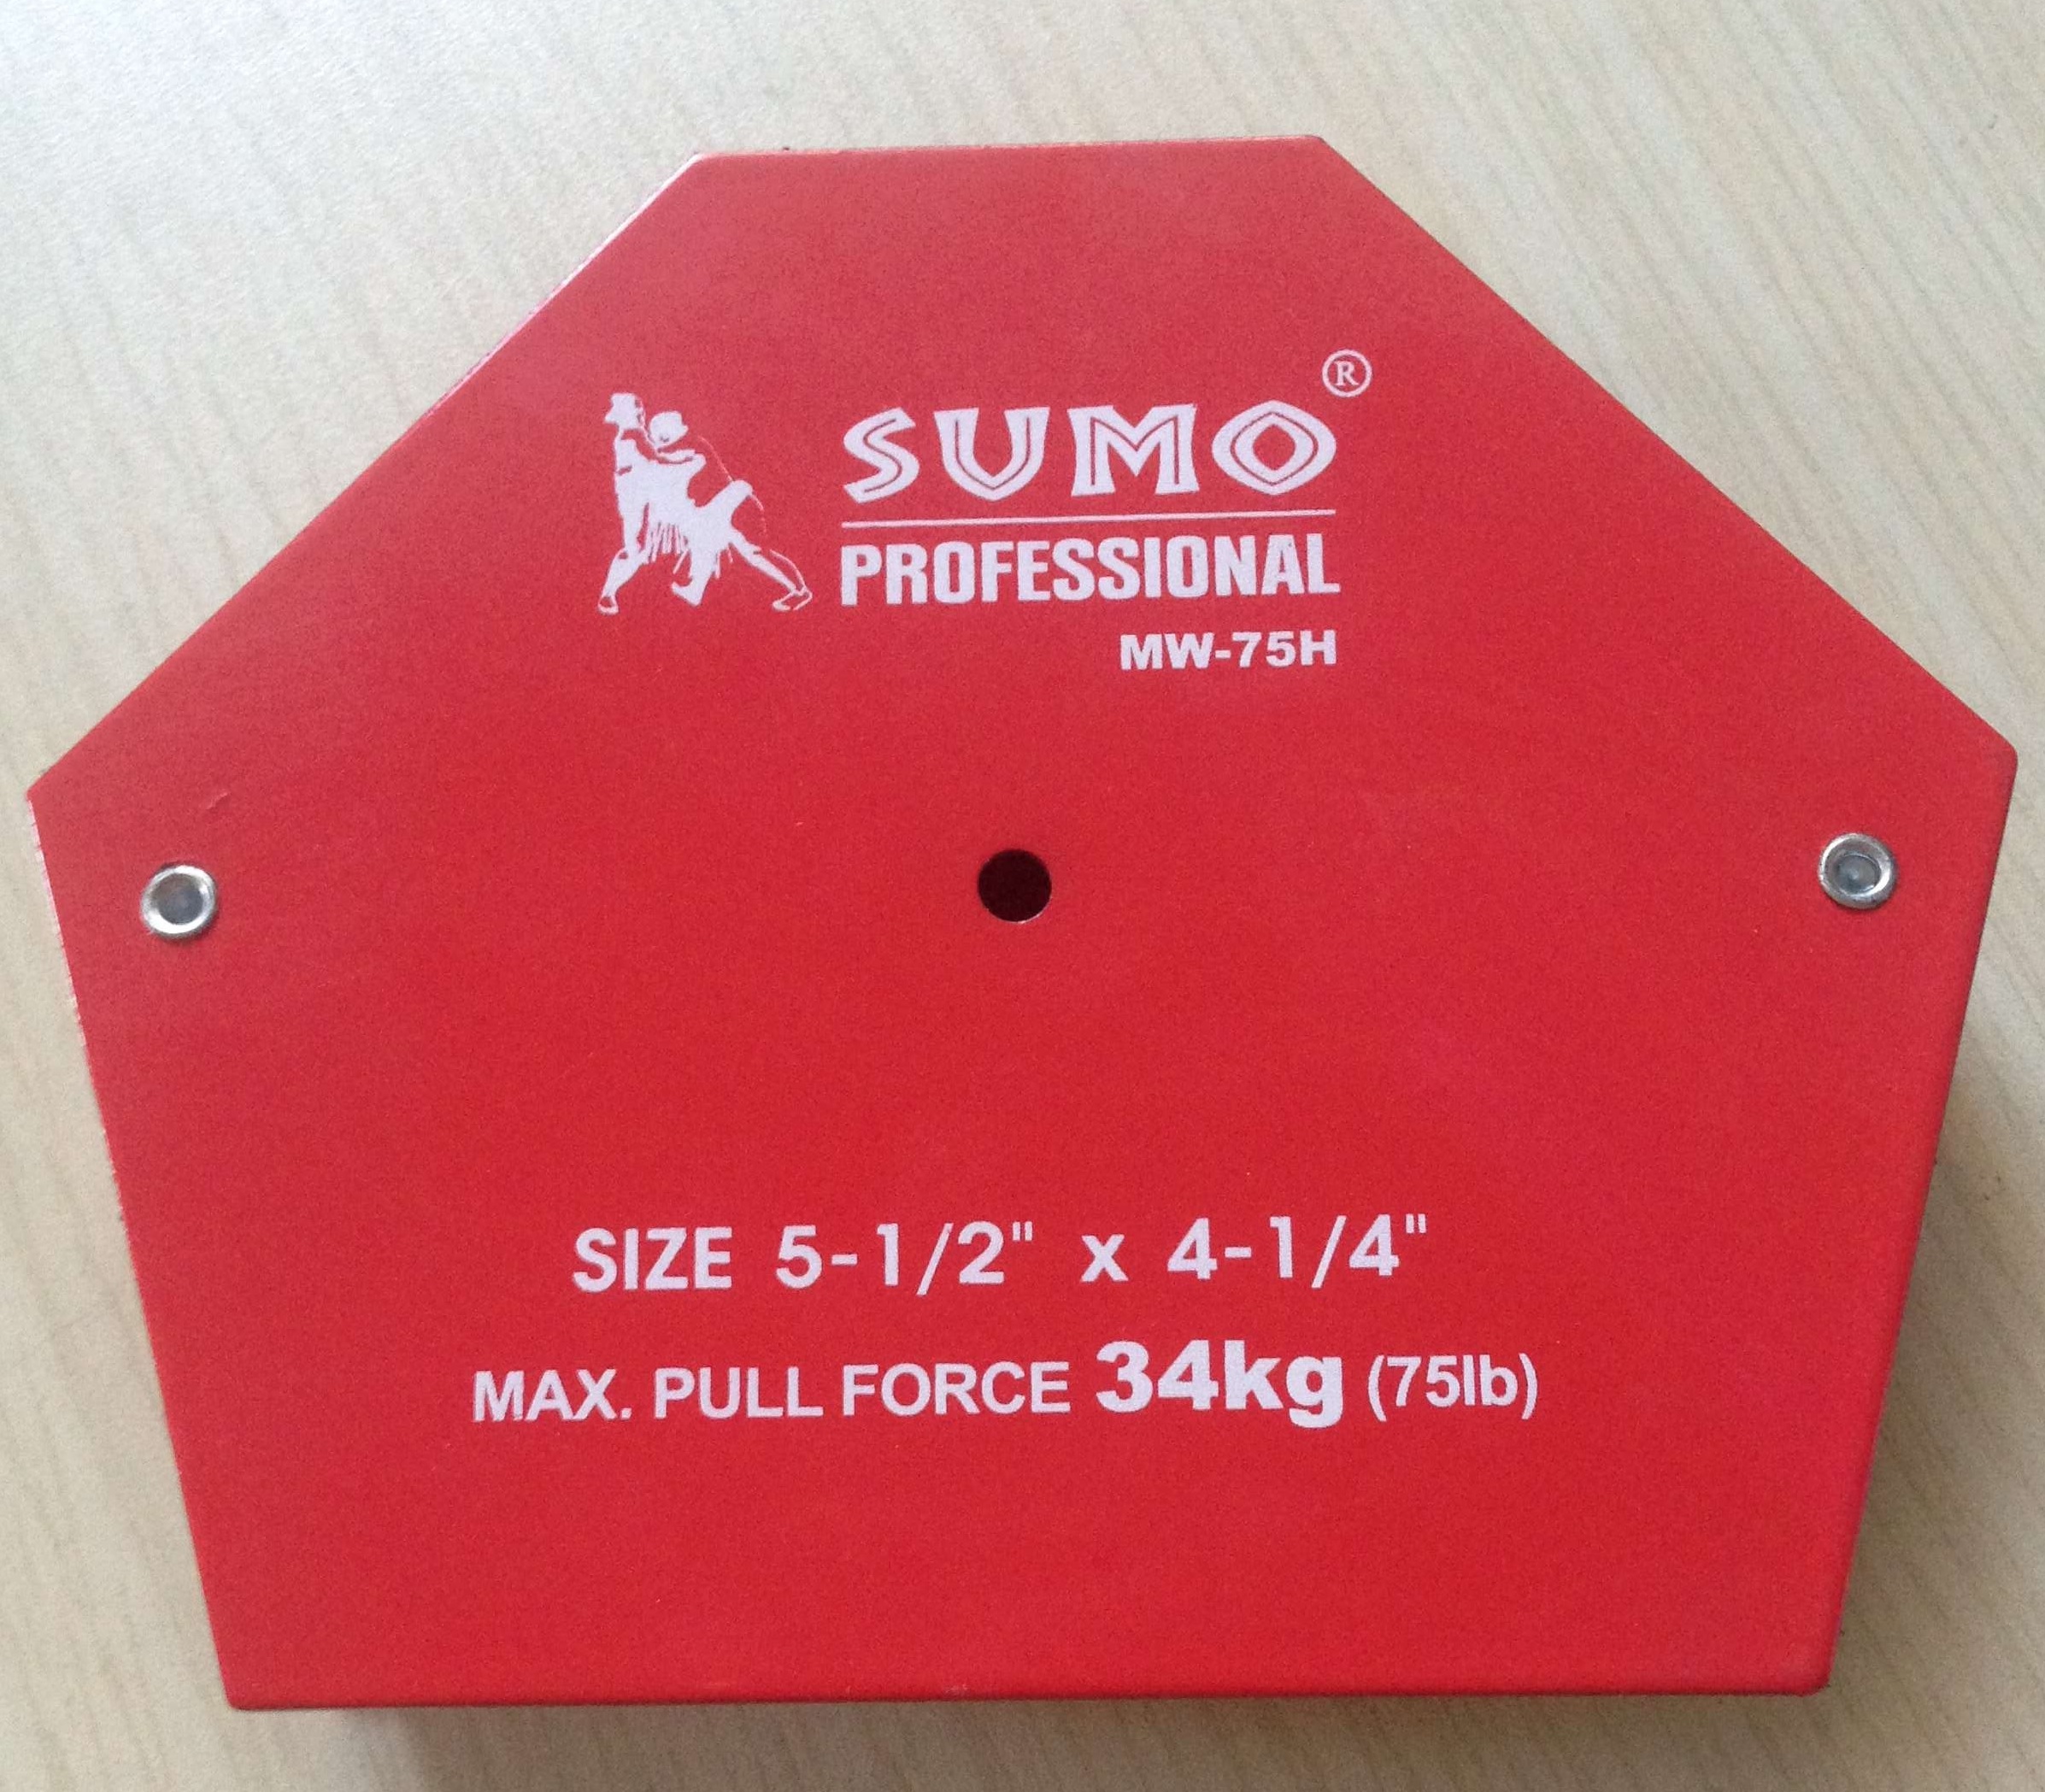 SUMO®
PROFESSIONAL
MW-75H
SIZE 5-1/2" x 4-1/4"
MAX. PULL FORCE 34kg (75lb)